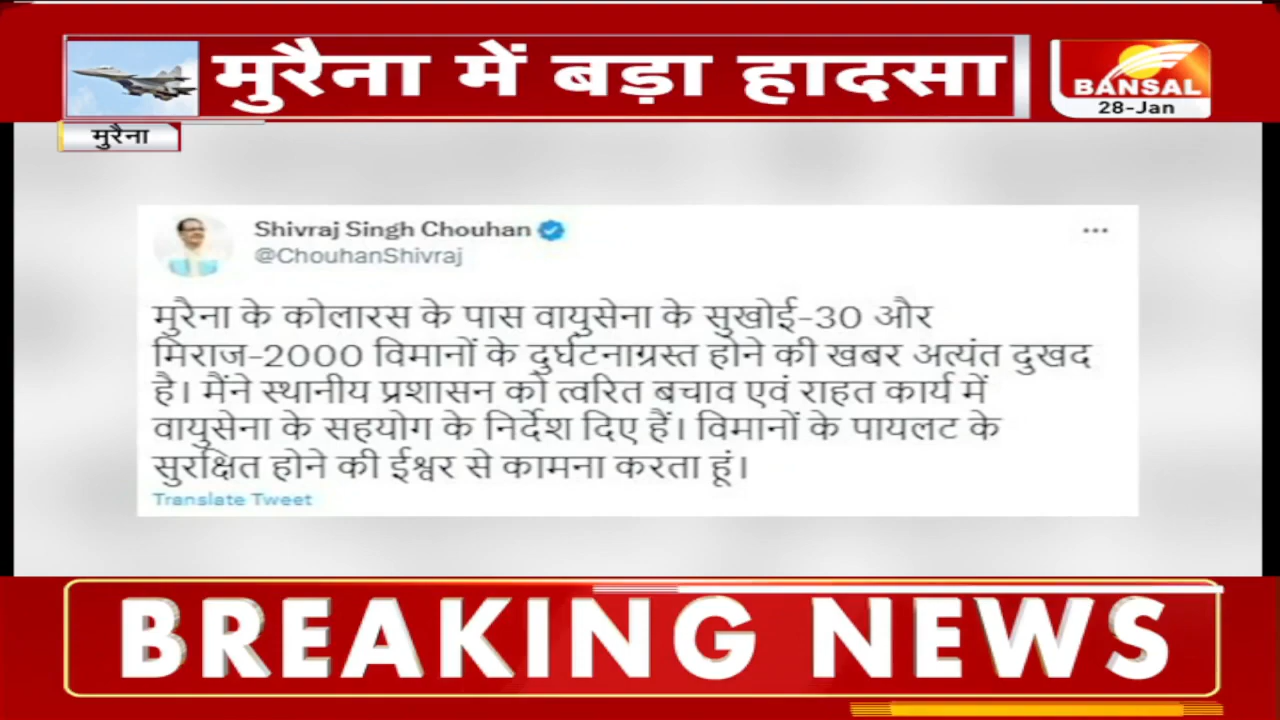 मुरैना में बड़ा हादसा
BANSAL
28-Jan
मुरैना
Shivraj Singh Chouhan
@ChouhanShivraj
मुरैना के कोलारस के पास वायुसेना के सुखोई-30 और
मिराज-2000 विमानों के दुर्घटनाग्रस्त होने की खबर अत्यंत दुखद
है। मैंने स्थानीय प्रशासन को त्वरित बचाव एवं राहत कार्य में
वायुसेना के सहयोग के निर्देश दिए हैं। विमानों के पायलट के
सुरक्षित होने की ईश्वर से कामना करता हूं।
Translate Tweet
BREAKING NEWS